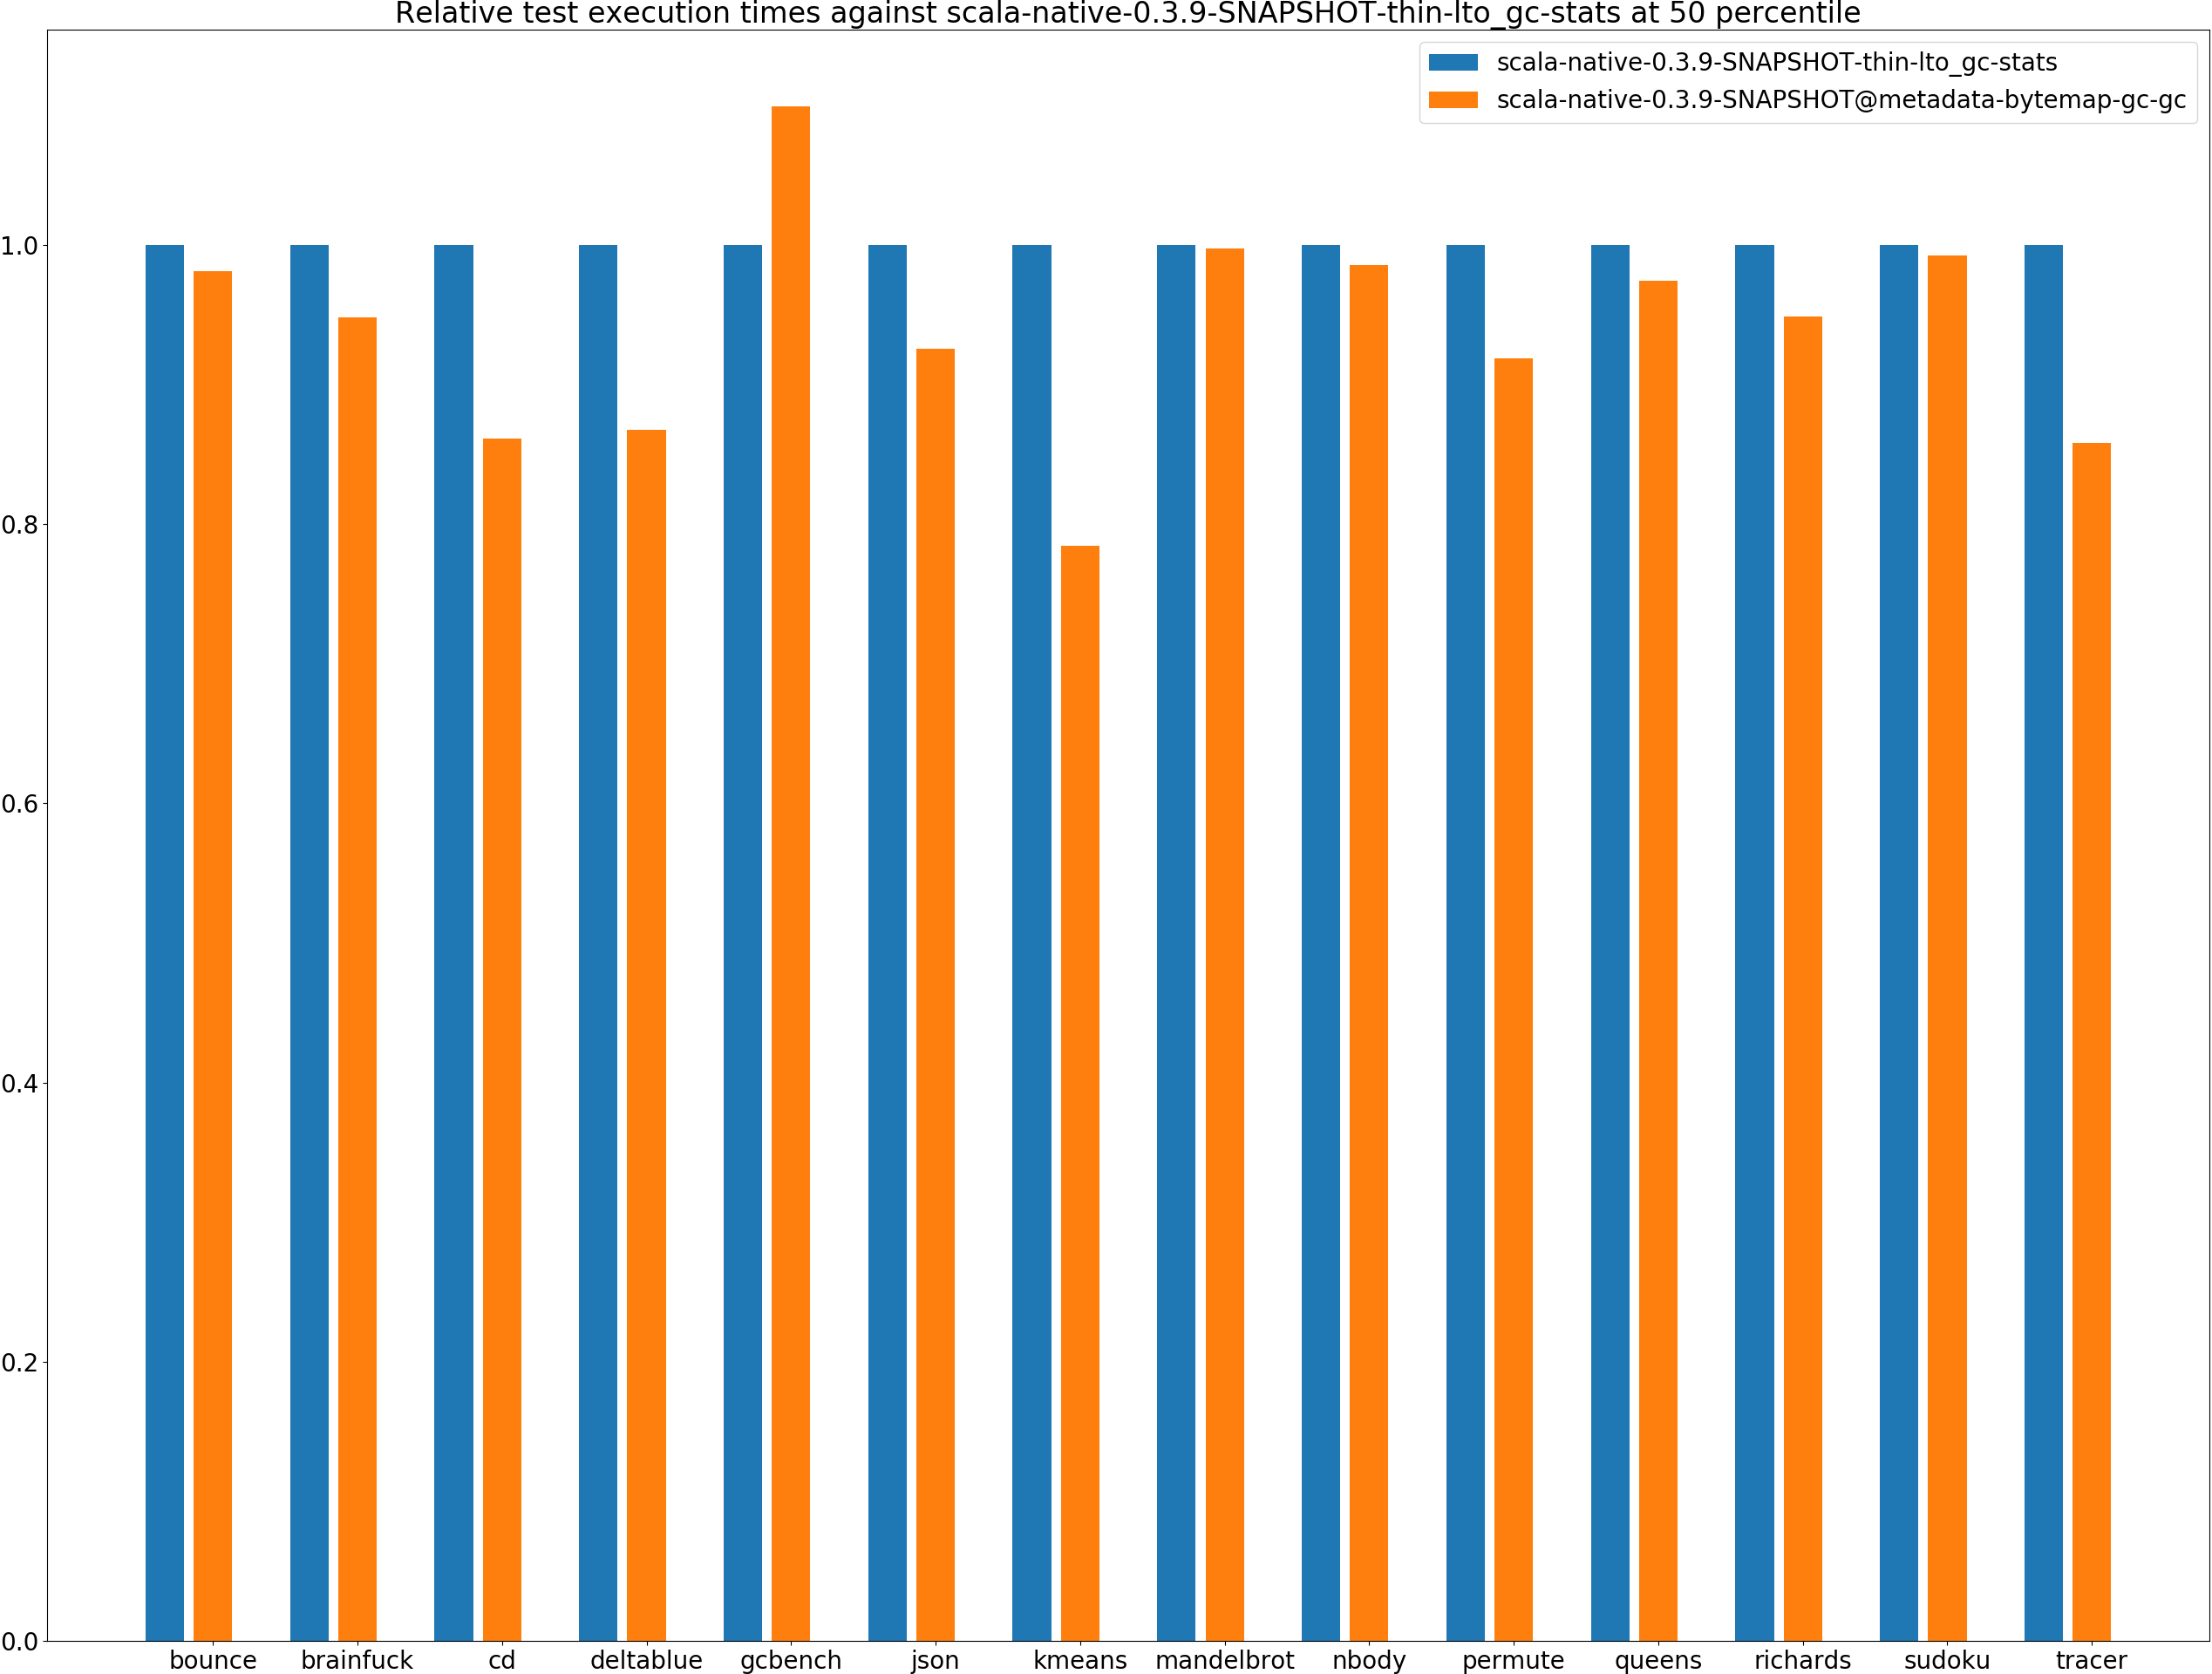 Relative test execution times against scala-native-0.3.9-SNAPSHOT-thin-lto_gc-stats at 50 percentile
scala-native-0.3.9-SNAPSHOT-thin-lto_gc-stats
scala-native-0.3.9-SNAPSHOT@metadata-bytemap-gc-gc
1.0
0.8
0.6
0.4
0.2
0.0
bounce brainfuck cd deltablue gcbench json kmeans mandelbrot nbody permute queens richards sudoku tracer